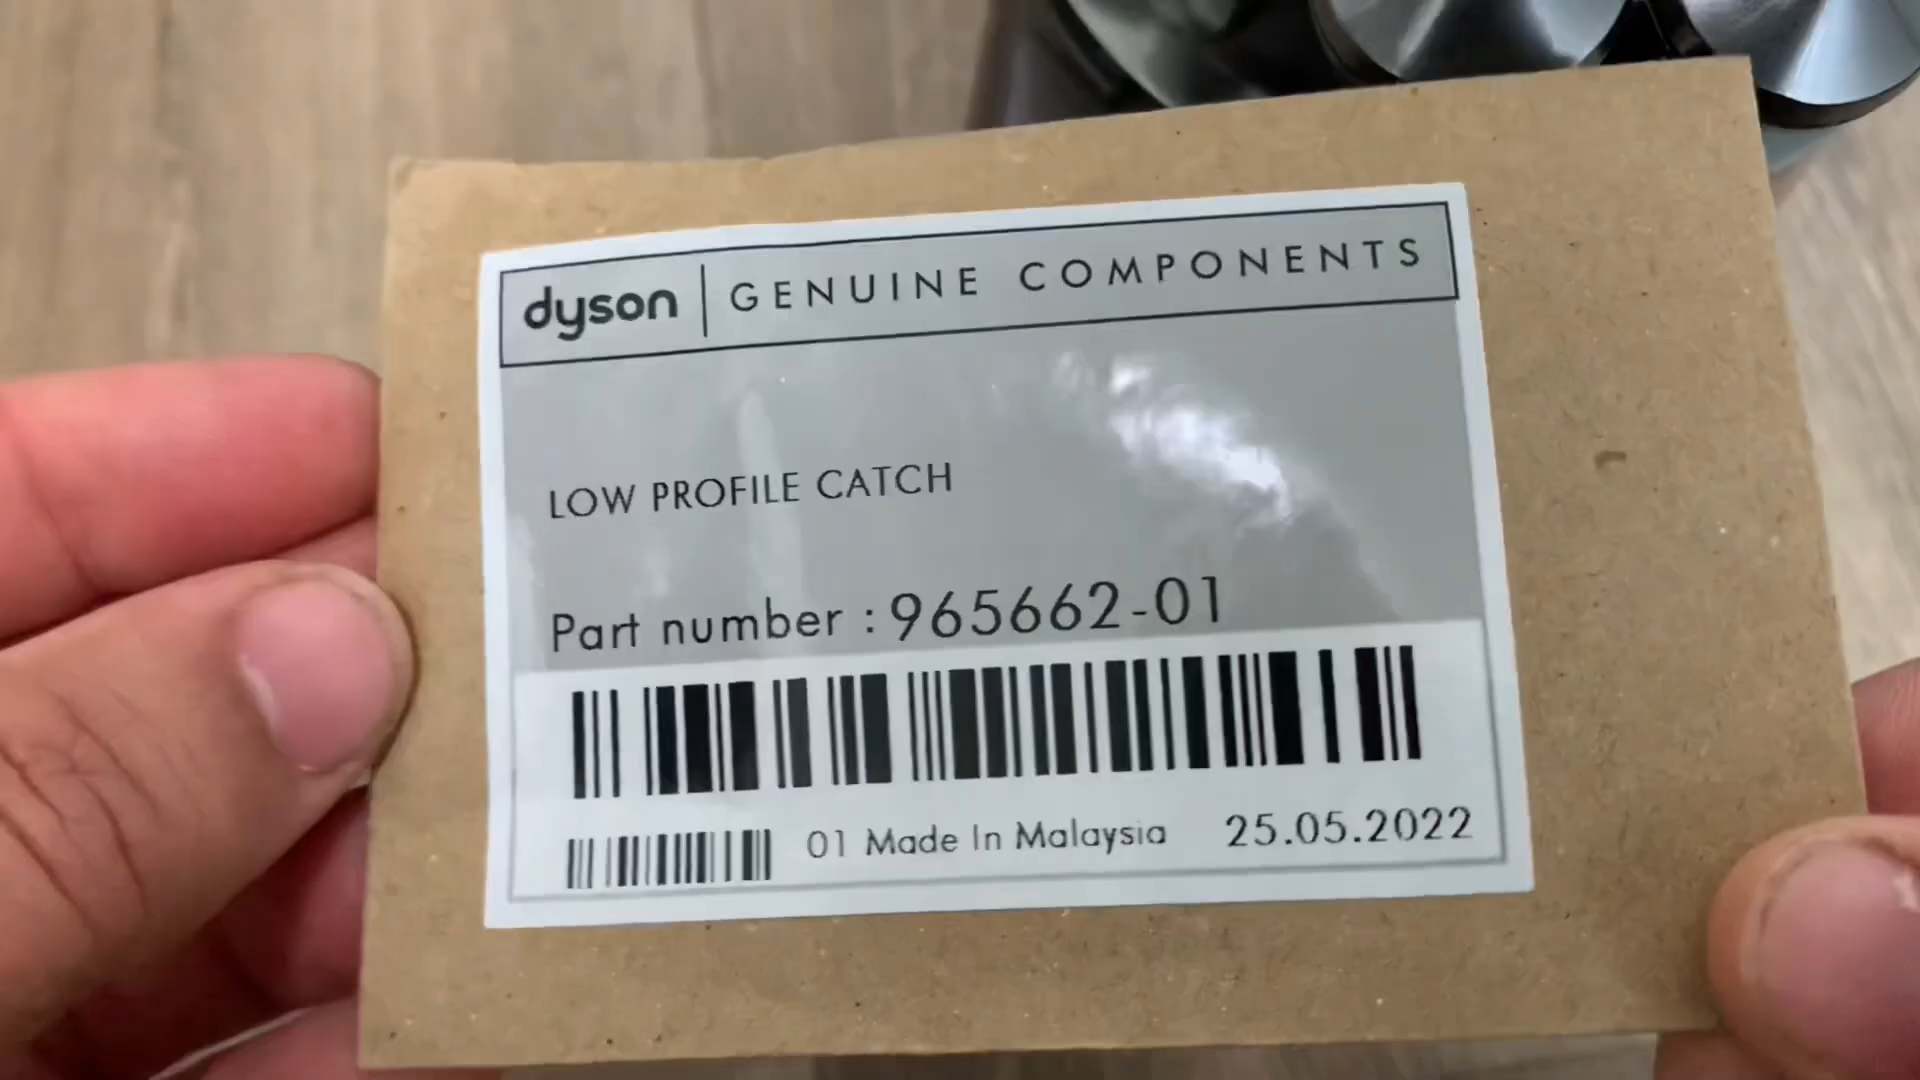 dyson | GENUINE COMPONENTS
LOW PROFILE CATCH
Part number : 965662-01
01 Made In Malaysia 25.05.2022